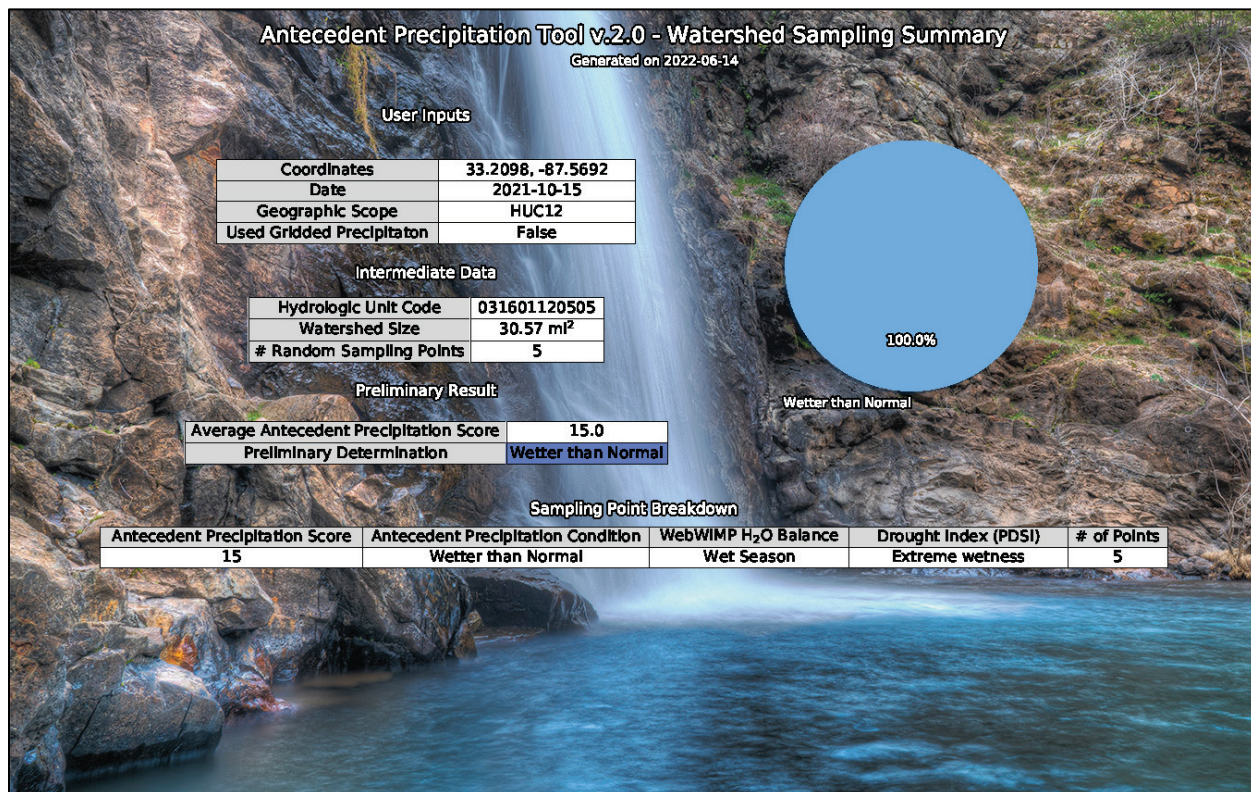 Antecedent Precipitation Tool v.2.0 - Watershed Sampling Summary
Generated on 2022-06-14
User Inputs
Coordinates 33.2098, -87.5692
Date 2021-10-15
Geographic Scope HUC12
Used Gridded Precipitaton False
Intermediate Data
Hydrologic Unit Code 031601120505
Watershed Size 30.57 mi²
# Random Sampling Points 5
Preliminary Result
Average Antecedent Precipitation Score 15.0
Preliminary Determination Wetter than Normal
100.0%
Wetter than Normal
Sampling Point Breakdown
Antecedent Precipitation Score Antecedent Precipitation Condition WebWIMP H₂O Balance Drought Index (PDSI) # of Points
15 Wetter than Normal Wet Season Extreme wetness 5